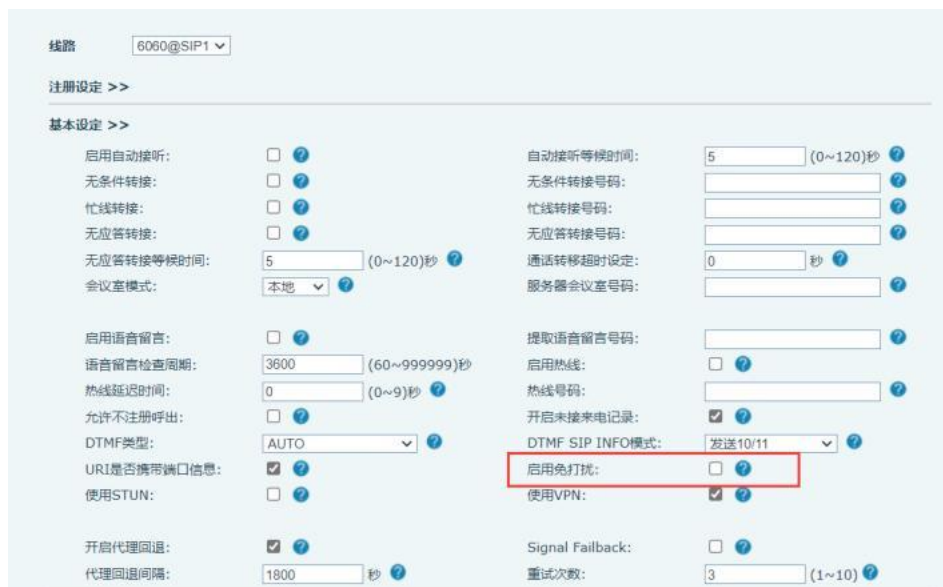 线路 6060@SIP1
注册设定 >>
基本设定 >>
启用自动接听: 自动接听等候时间: 5 (0~120)秒
无条件转接: 无条件转接号码:
忙线转接: 忙线转接号码:
无应答转接: 无应答转接号码:
无应答转接等候时间: 5 (0~120)秒 通话转移超时设定: 0 秒
会议室模式: 本地 服务器会议室号码:
启用语音留言: 提取语音留言号码:
语音留言检查周期: 3600 (60~999999)秒 启用热线:
热线延迟时间: 0 (0~9)秒 热线号码:
允许不注册呼出: 开启未接来电记录:
DTMF类型: AUTO DTMF SIP INFO模式: 发送10/11
URI是否携带端口信息: 启用免打扰:
使用STUN: 使用VPN:
开启代理回退: Signal Failback:
代理回退间隔: 1800 秒 重试次数: 3 (1~10)